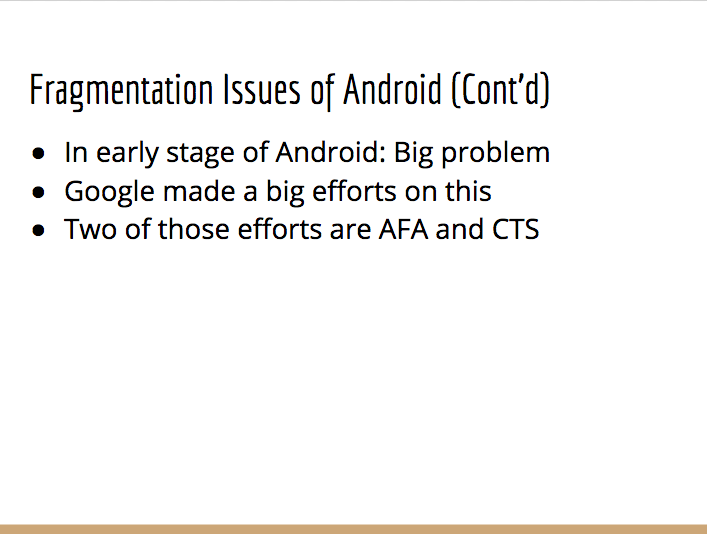 Fragmentation Issues of Android (Cont'd)
● In early stage of Android: Big problem
● Google made a big efforts on this
● Two of those efforts are AFA and CTS